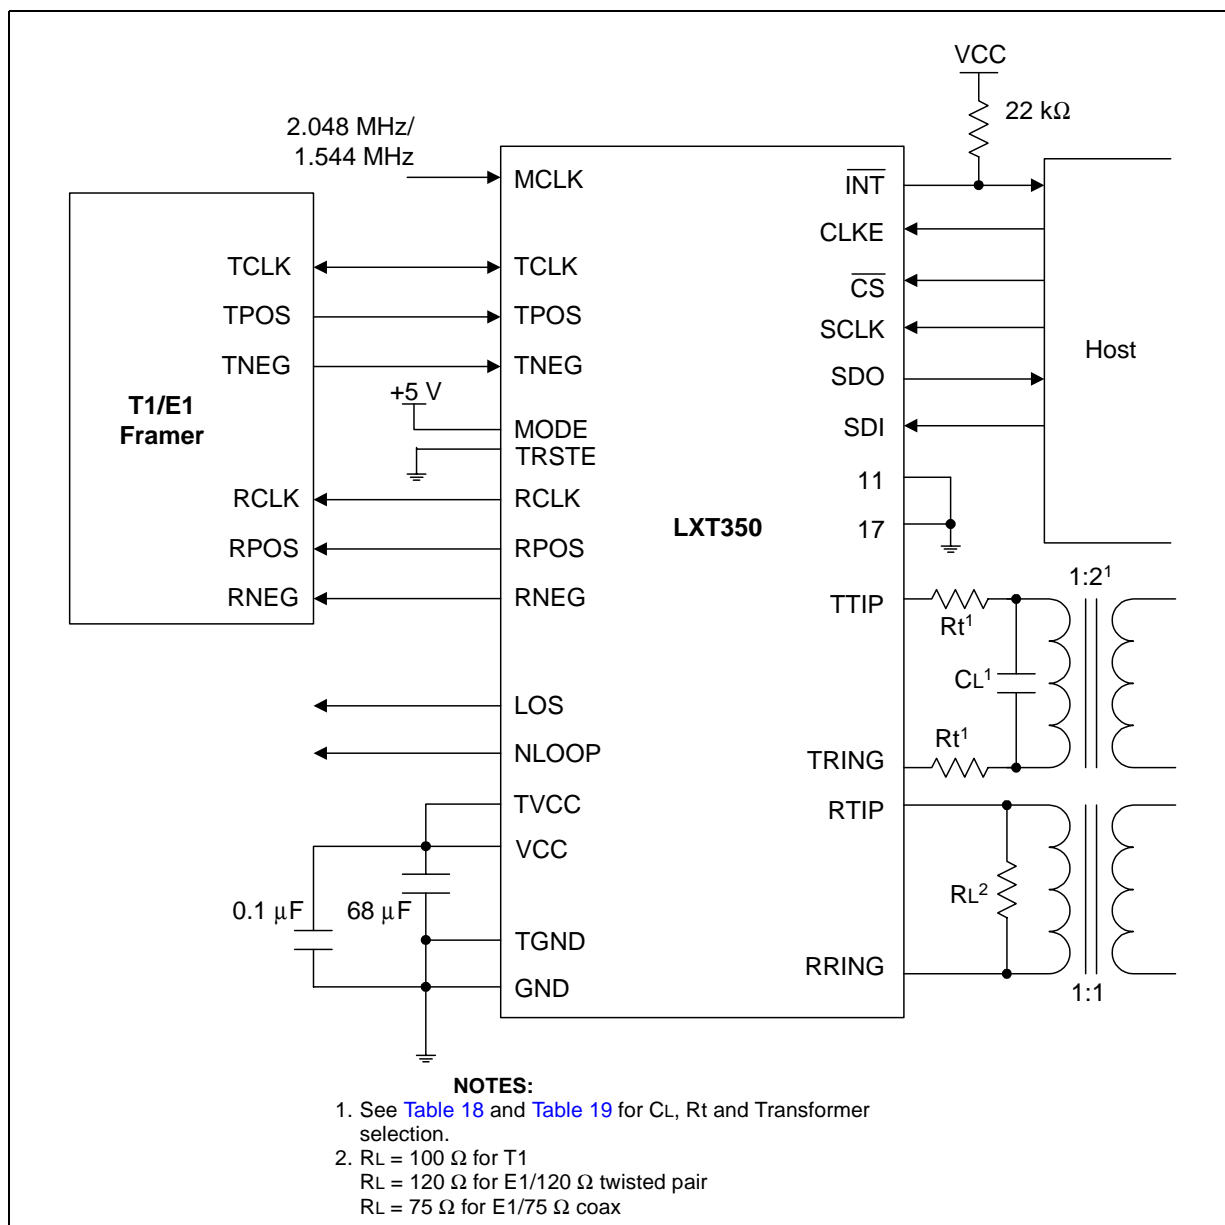 VCC
22 kΩ
2.048 MHz/
1.544 MHz
MCLK
INT
CLKE
TCLK
TCLK
CS
TPOS
TPOS
SCLK
Host
TNEG
TNEG
SDO
+5 V
T1/E1
Framer
MODE
SDI
TRSTE
11
RCLK
RCLK
LXT350
17
RPOS
RPOS
1:2¹
RNEG
RNEG
TTIP
Rt¹
CL¹
LOS
Rt¹
NLOOP
TRING
TVCC
RTIP
VCC
RL²
0.1 µF
68 µF
TGND
RRING
GND
1:1
NOTES:
1. See Table 18 and Table 19 for CL, Rt and Transformer
selection.
2. RL = 100 Ω for T1
RL = 120 Ω for E1/120 Ω twisted pair
RL = 75 Ω for E1/75 Ω coax